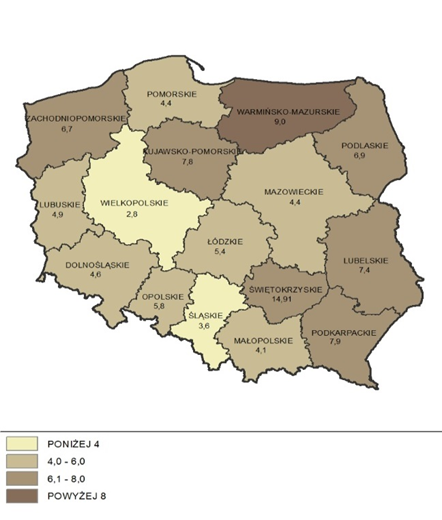 POMORSKIE
4,4
WARMIŃSKO-MAZURSKIE
9,0
ZACHODNIOPOMORSKIE
6,7
KUJAWSKO-POMORSKIE
7,8
PODLASKIE
6,9
LUBUSKIE
4,9
WIELKOPOLSKIE
2,8
MAZOWIECKIE
4,4
ŁÓDZKIE
5,4
DOLNOŚLĄSKIE
4,6
LUBELSKIE
7,4
OPOLSKIE
5,8
ŚLĄSKIE
3,6
ŚWIĘTOKRZYSKIE
14,91
MAŁOPOLSKIE
4,1
PODKARPACKIE
7,9
PONIŻEJ 4
4,0 - 6,0
6,1 - 8,0
POWYŻEJ 8